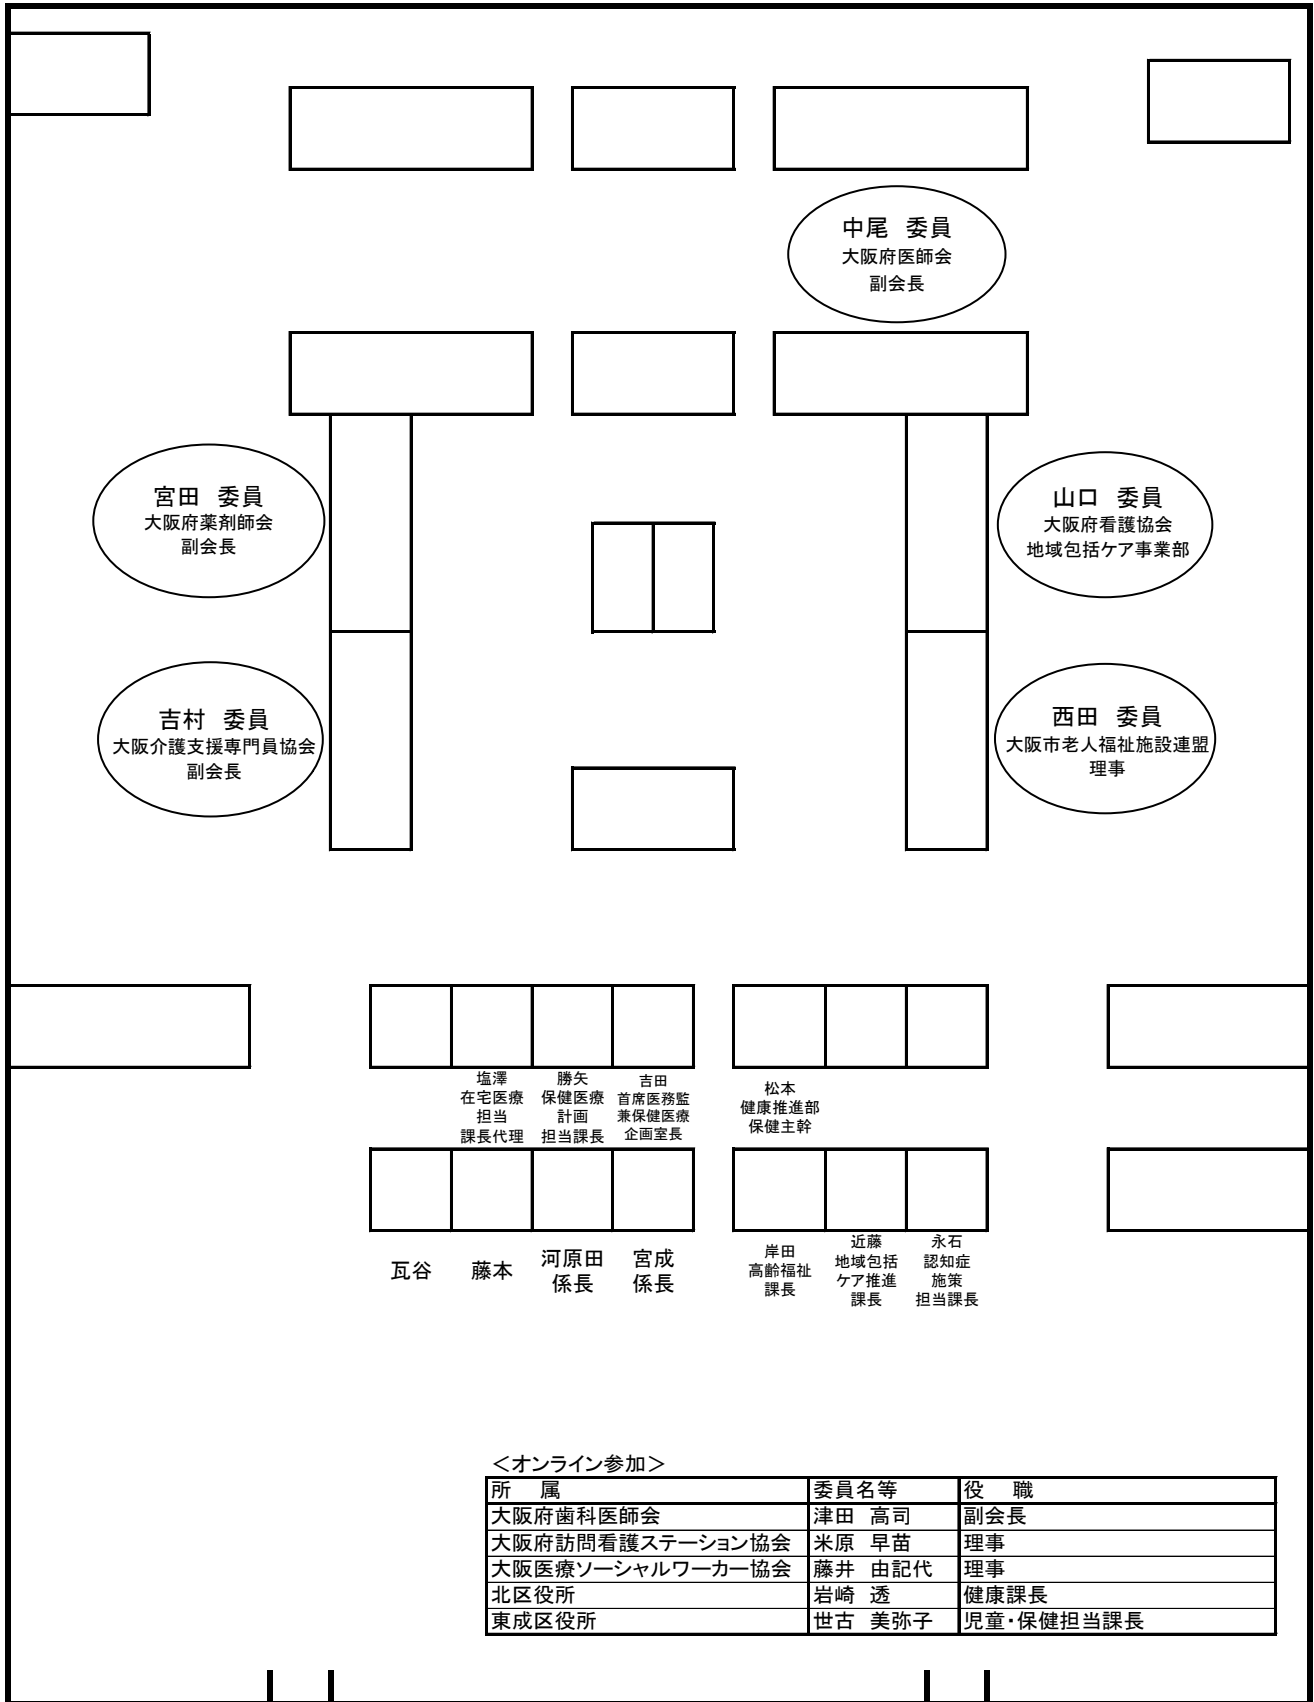 中尾　委員
大阪府医師会
副会長
宮田　委員
大阪府薬剤師会
副会長
山口　委員
大阪府看護協会
地域包括ケア事業部
吉村　委員
大阪介護支援専門員協会
副会長
西田　委員
大阪市老人福祉施設連盟
理事
塩澤
在宅医療
担当
課長代理
勝矢
保健医療
計画
担当課長
吉田
首席医務監
兼保健医療
企画室長
松本
健康推進部
保健主幹
瓦谷
藤本
河原田
係長
宮成
係長
岸田
高齢福祉
課長
近藤
地域包括
ケア推進
課長
永石
認知症
施策
担当課長
＜オンライン参加＞
所　属　委員名等　役　職
大阪府歯科医師会　津田　高司　副会長
大阪府訪問看護ステーション協会　米原　早苗　理事
大阪医療ソーシャルワーカー協会　藤井　由記代　理事
北区役所　岩崎　透　健康課長
東成区役所　世古　美弥子　児童・保健担当課長